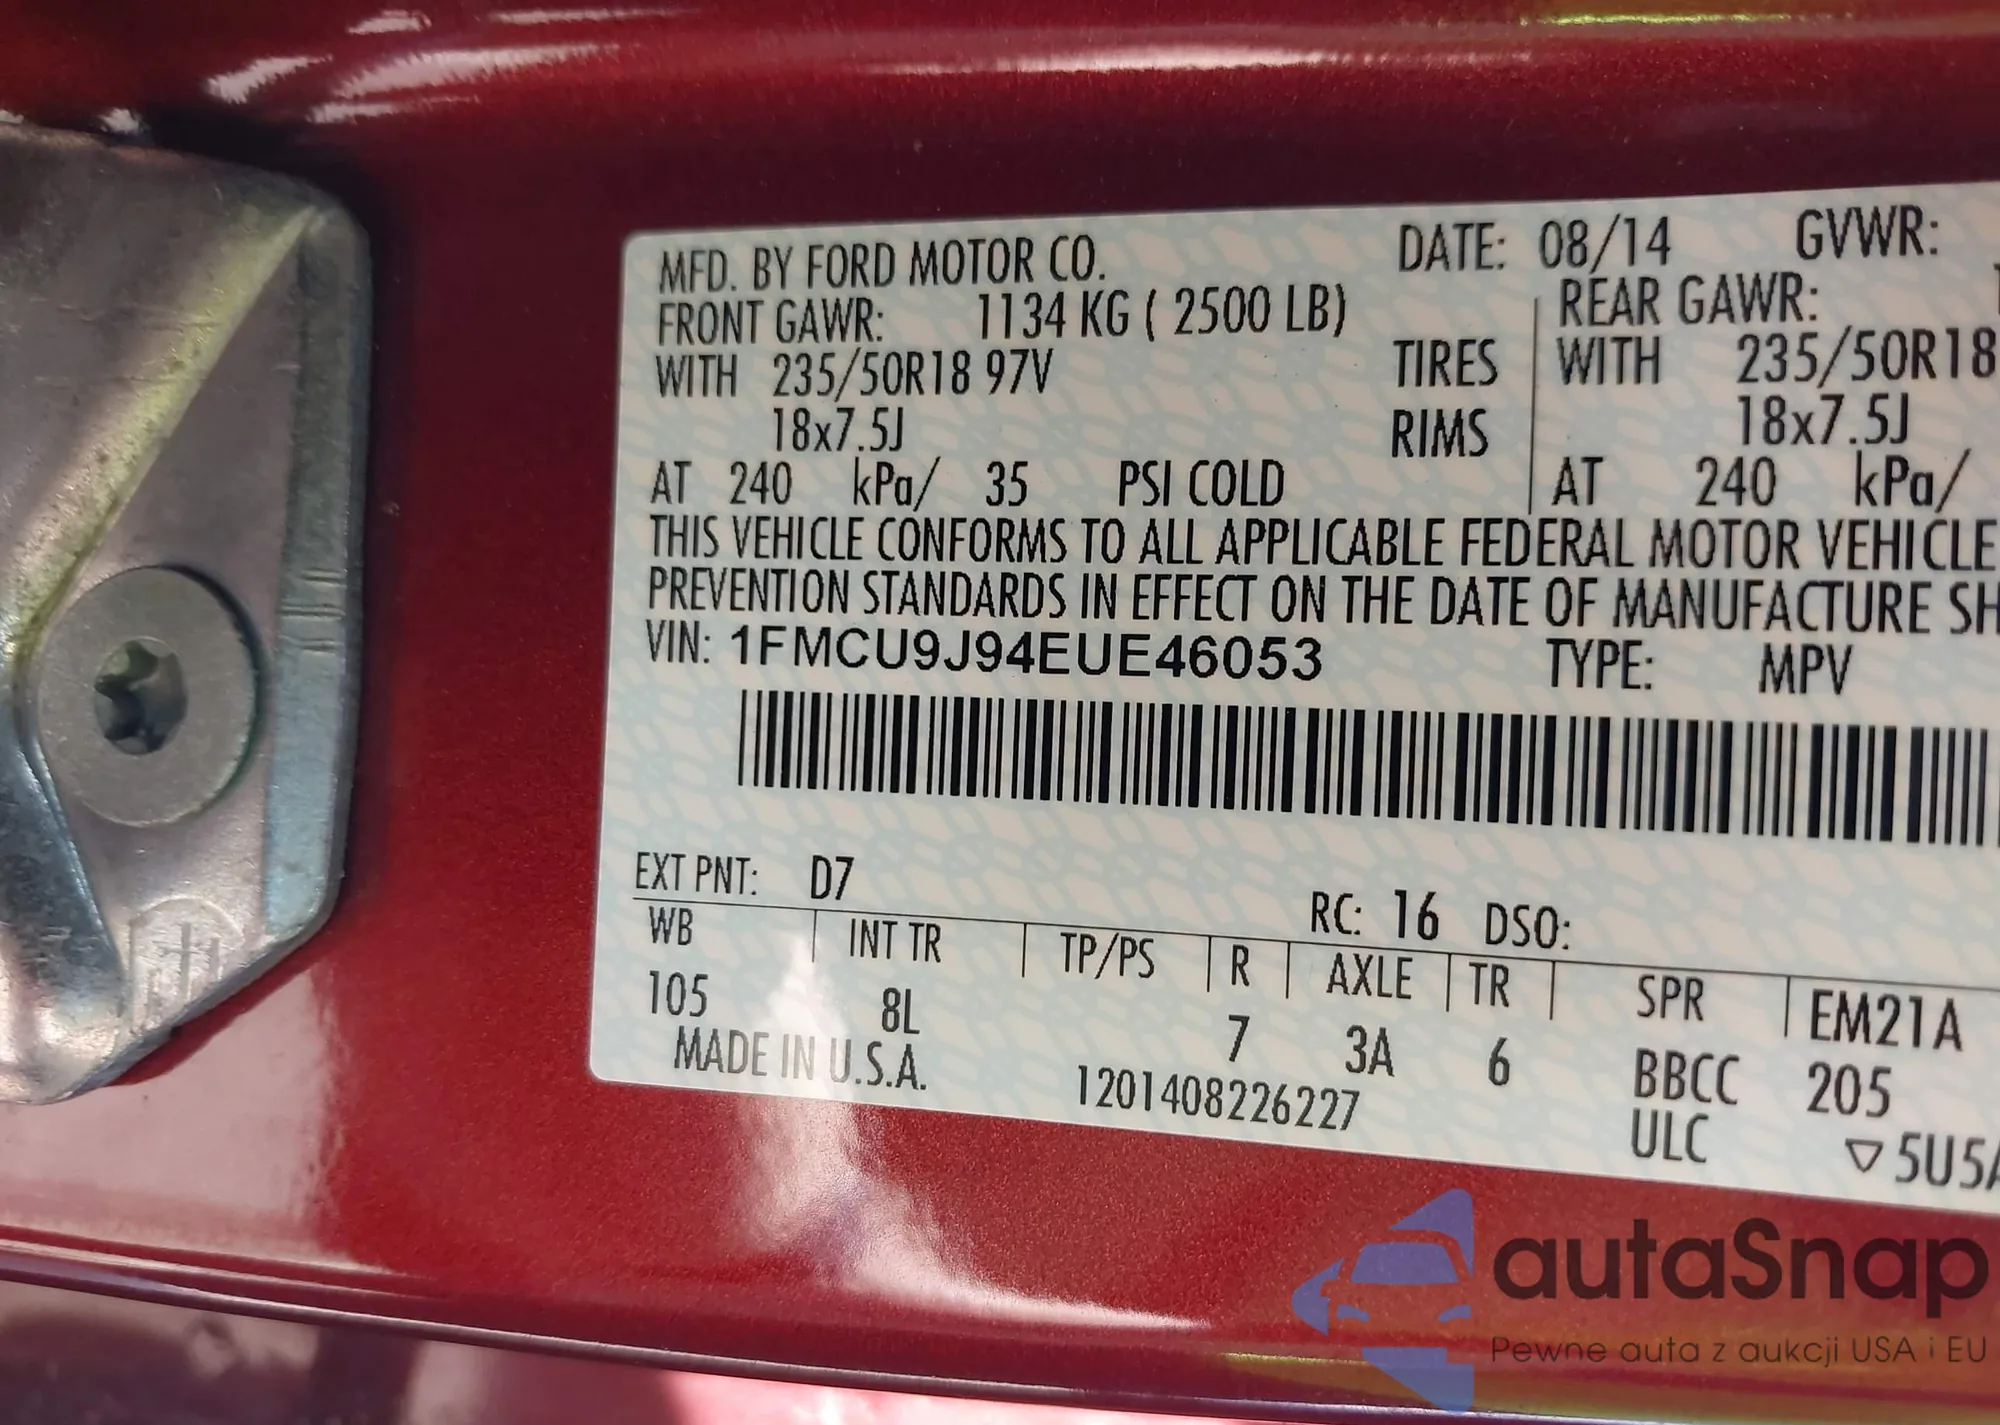 MFD. BY FORD MOTOR CO. DATE: 08/14 GVWR:
FRONT GAWR: 1134 KG ( 2500 LB) REAR GAWR:
WITH 235/50R18 97V TIRES WITH 235/50R18
18x7.5J RIMS 18x7.5J
AT 240 kPa/ 35 PSI COLD AT 240 kPa/
THIS VEHICLE CONFORMS TO ALL APPLICABLE FEDERAL MOTOR VEHICLE
PREVENTION STANDARDS IN EFFECT ON THE DATE OF MANUFACTURE SH
VIN: 1FMCU9J94EUE46053 TYPE: MPV
EXT PNT: D7 RC: 16 DSO:
WB INT TR TP/PS R AXLE TR SPR EM21A
105 8L 7 3A 6 BBCC 205
MADE IN U.S.A. 1201408226227 ULC ▽5U5A
autaSnap
Pewne auta z aukcji USA i EU